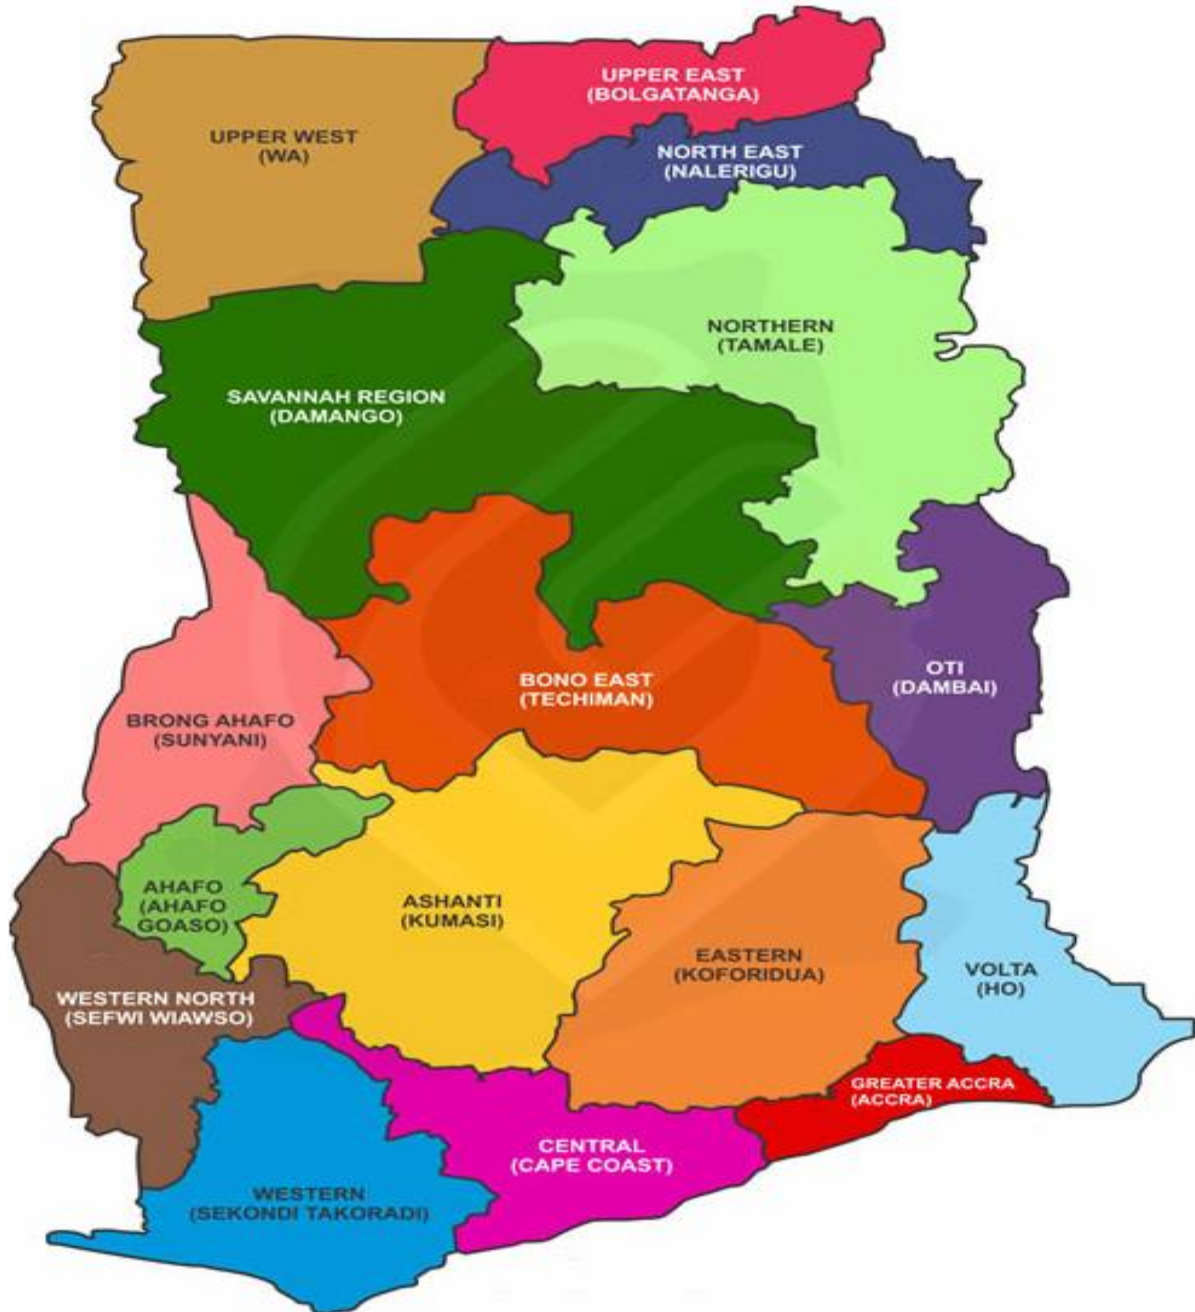 UPPER EAST
(BOLGATANGA)
UPPER WEST
(WA)
NORTH EAST
(NALERIGU)
NORTHERN
(TAMALE)
SAVANNAH REGION
(DAMANGO)
OTI
(DAMBAI)
BONO EAST
(TECHIMAN)
BRONG AHAFO
(SUNYANI)
AHAFO
(AHAFO
GOASO)
ASHANTI
(KUMASI)
EASTERN
(KOFORIDUA)
VOLTA
(HO)
WESTERN NORTH
(SEFWI WIAWSO)
GREATER ACCRA
(ACCRA)
CENTRAL
(CAPE COAST)
WESTERN
(SEKONDI TAKORADI)